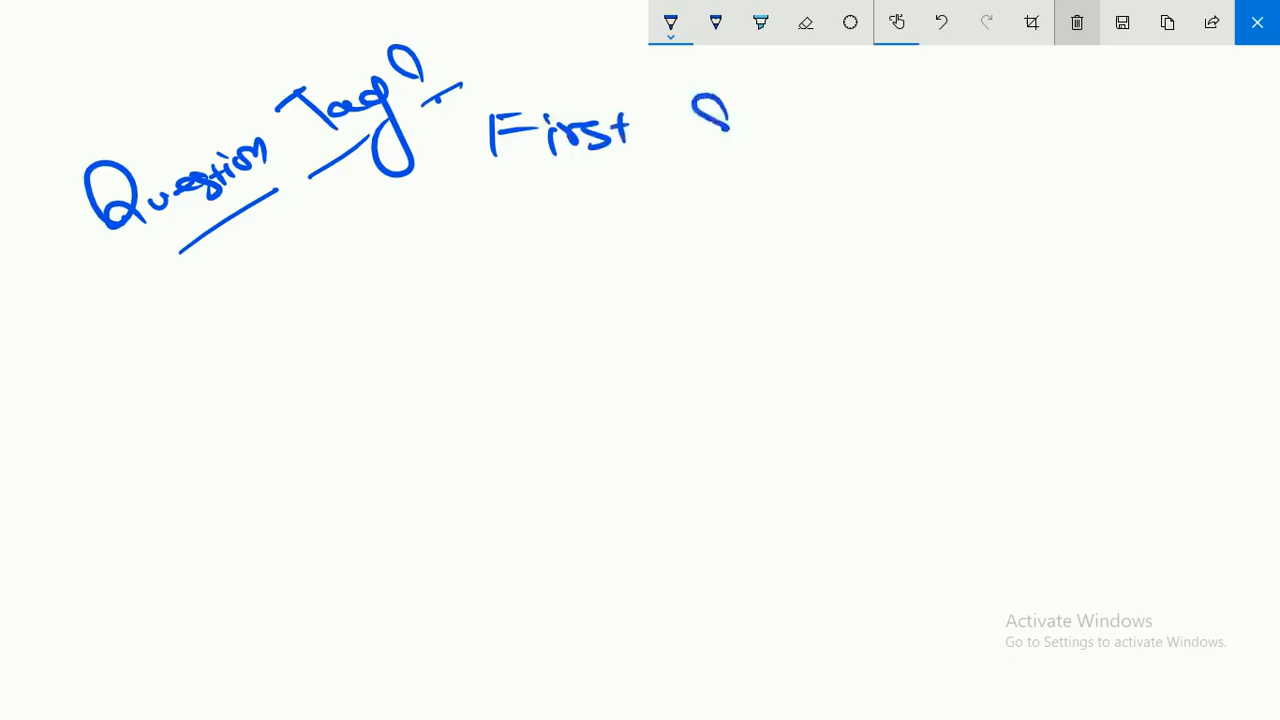 Question Tag
First
Activate Windows
Go to Settings to activate Windows.